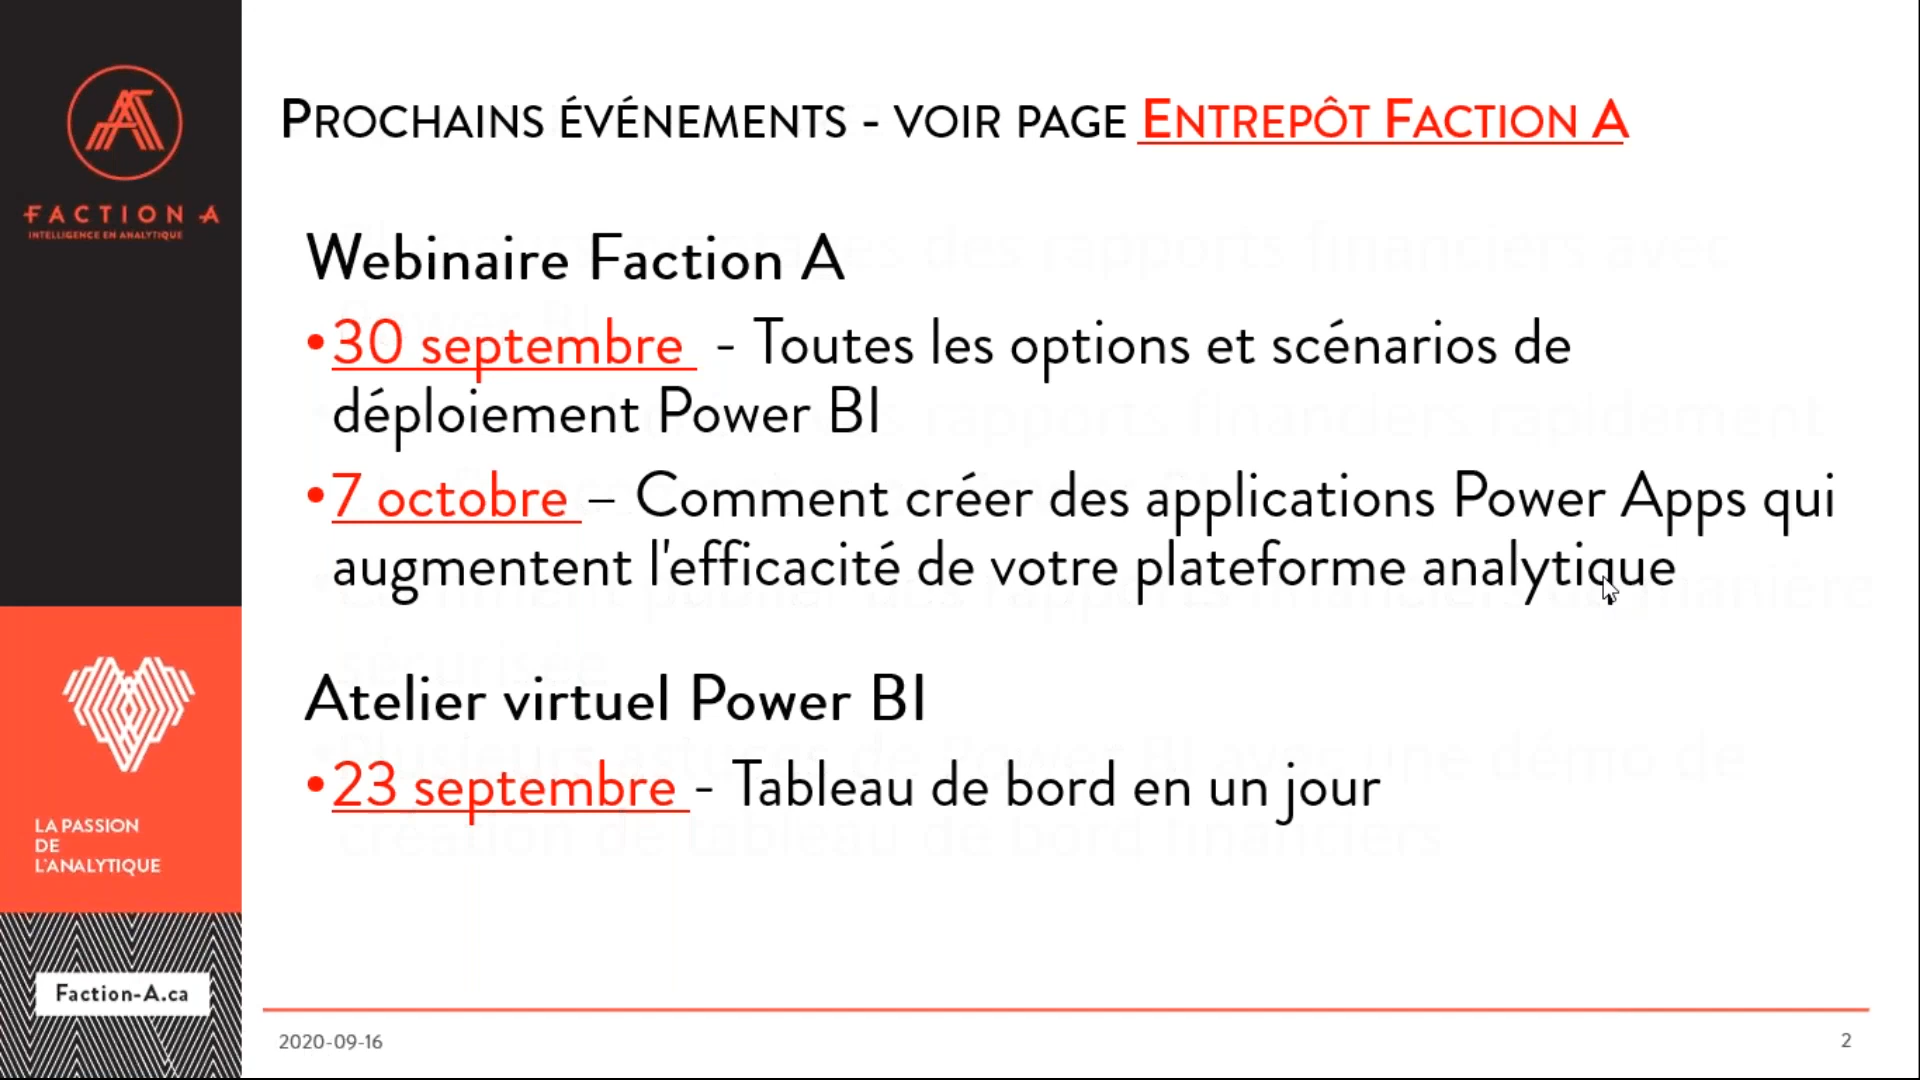 FACTION A
INTELLIGENCE EN ANALYTIQUE
PROCHAINS ÉVÉNEMENTS - VOIR PAGE ENTREPÔT FACTION A
Webinaire Faction A
•30 septembre - Toutes les options et scénarios de
déploiement Power BI
•7 octobre – Comment créer des applications Power Apps qui
augmentent l'efficacité de votre plateforme analytique
Atelier virtuel Power BI
•23 septembre - Tableau de bord en un jour
LA PASSION
DE
L'ANALYTIQUE
Faction-A.ca
2020-09-16
2